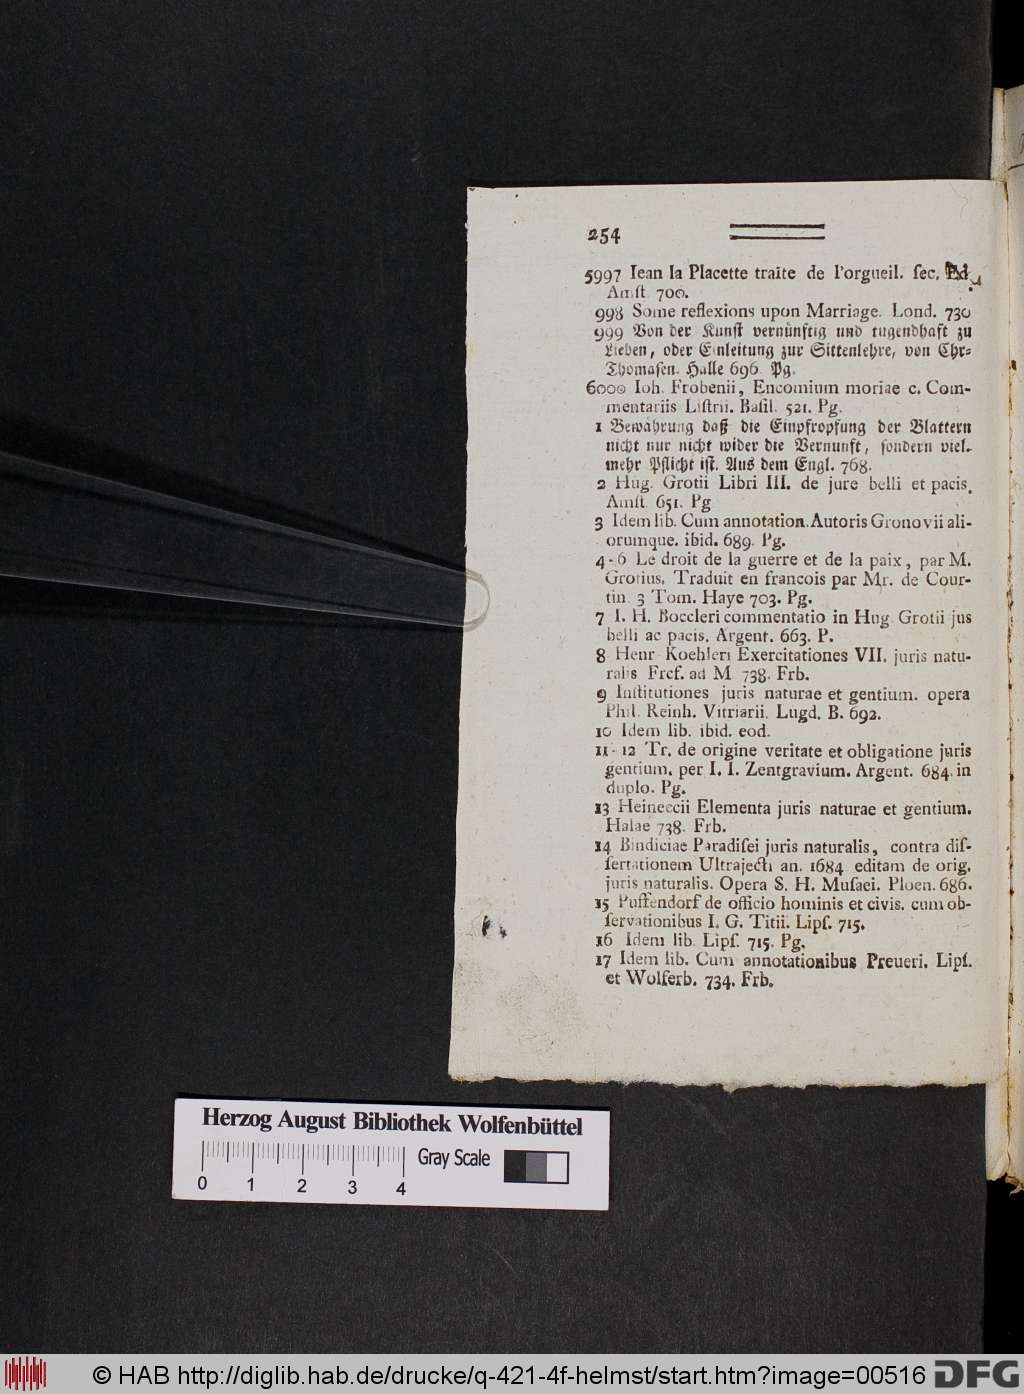 254
5997 Iean la Placette traite de l'orgueil. ſec. Ed.
Amſt. 700.
998 Some reflexions upon Marriage. Lond. 730
999 Von der Kunſt vernünftig und tugendhaft zu
Lieben, oder Einleitung zur Sittenlehre, von Chr-
Thomaſen. Halle 696. Pg.
6000 Ioh. Frobenii, Encomium moriae c. Com-
mentariis Liſtrii. Baſil. 521. Pg.
1 Bewährung daß die Einpfropfung der Blattern
nicht nur nicht wider die Vernunft, ſondern viel-
mehr Pflicht iſt. Aus dem Engl. 768.
2 Hug. Grotii Libri III. de jure belli et pacis.
Amſt. 651. Pg
3 Idem lib. Cum annotation. Autoris Gronovii ali-
orumque. ibid. 689. Pg.
4-6 Le droit de la guerre et de la paix, par M.
Grotius, Traduit en francois par Mr. de Cour-
tin. 3 Tom. Haye 703. Pg.
7 I. H. Boccleri commentatio in Hug. Grotii jus
belli ac pacis. Argent. 663. P.
8 Henr. Koehleri Exercitationes VII. juris natu-
ralis Frcf. ad M. 738. Frb.
9 Inſtitutiones juris naturae et gentium. opera
Phil. Reinh. Vitriarii. Lugd. B. 692.
10 Idem lib. ibid. eod.
11-12 Tr. de origine veritate et obligatione juris
gentium. per I. I. Zentgravium. Argent. 684. in
duplo. Pg.
13 Heineccii Elementa juris naturae et gentium.
Halae 738. Frb.
14 Bindiciae Paradiſei juris naturalis, contra diſ-
ſertationem Ultrajecti an. 1684 editam de orig.
juris naturalis. Opera S. H. Muſaei. Ploen. 686.
15 Puffendorf de officio hominis et civis. cum ob-
ſervationibus I. G. Titii. Lipſ. 715.
16 Idem lib. Lipſ. 715. Pg.
17 Idem lib. Cum annotationibus Preueri. Lipſ.
et Wolferb. 734. Frb.
Herzog August Bibliothek Wolfenbüttel
0 1 2 3 4
Gray Scale
© HAB http://diglib.hab.de/drucke/q-421-4f-helmst/start.htm?image=00516
DFG